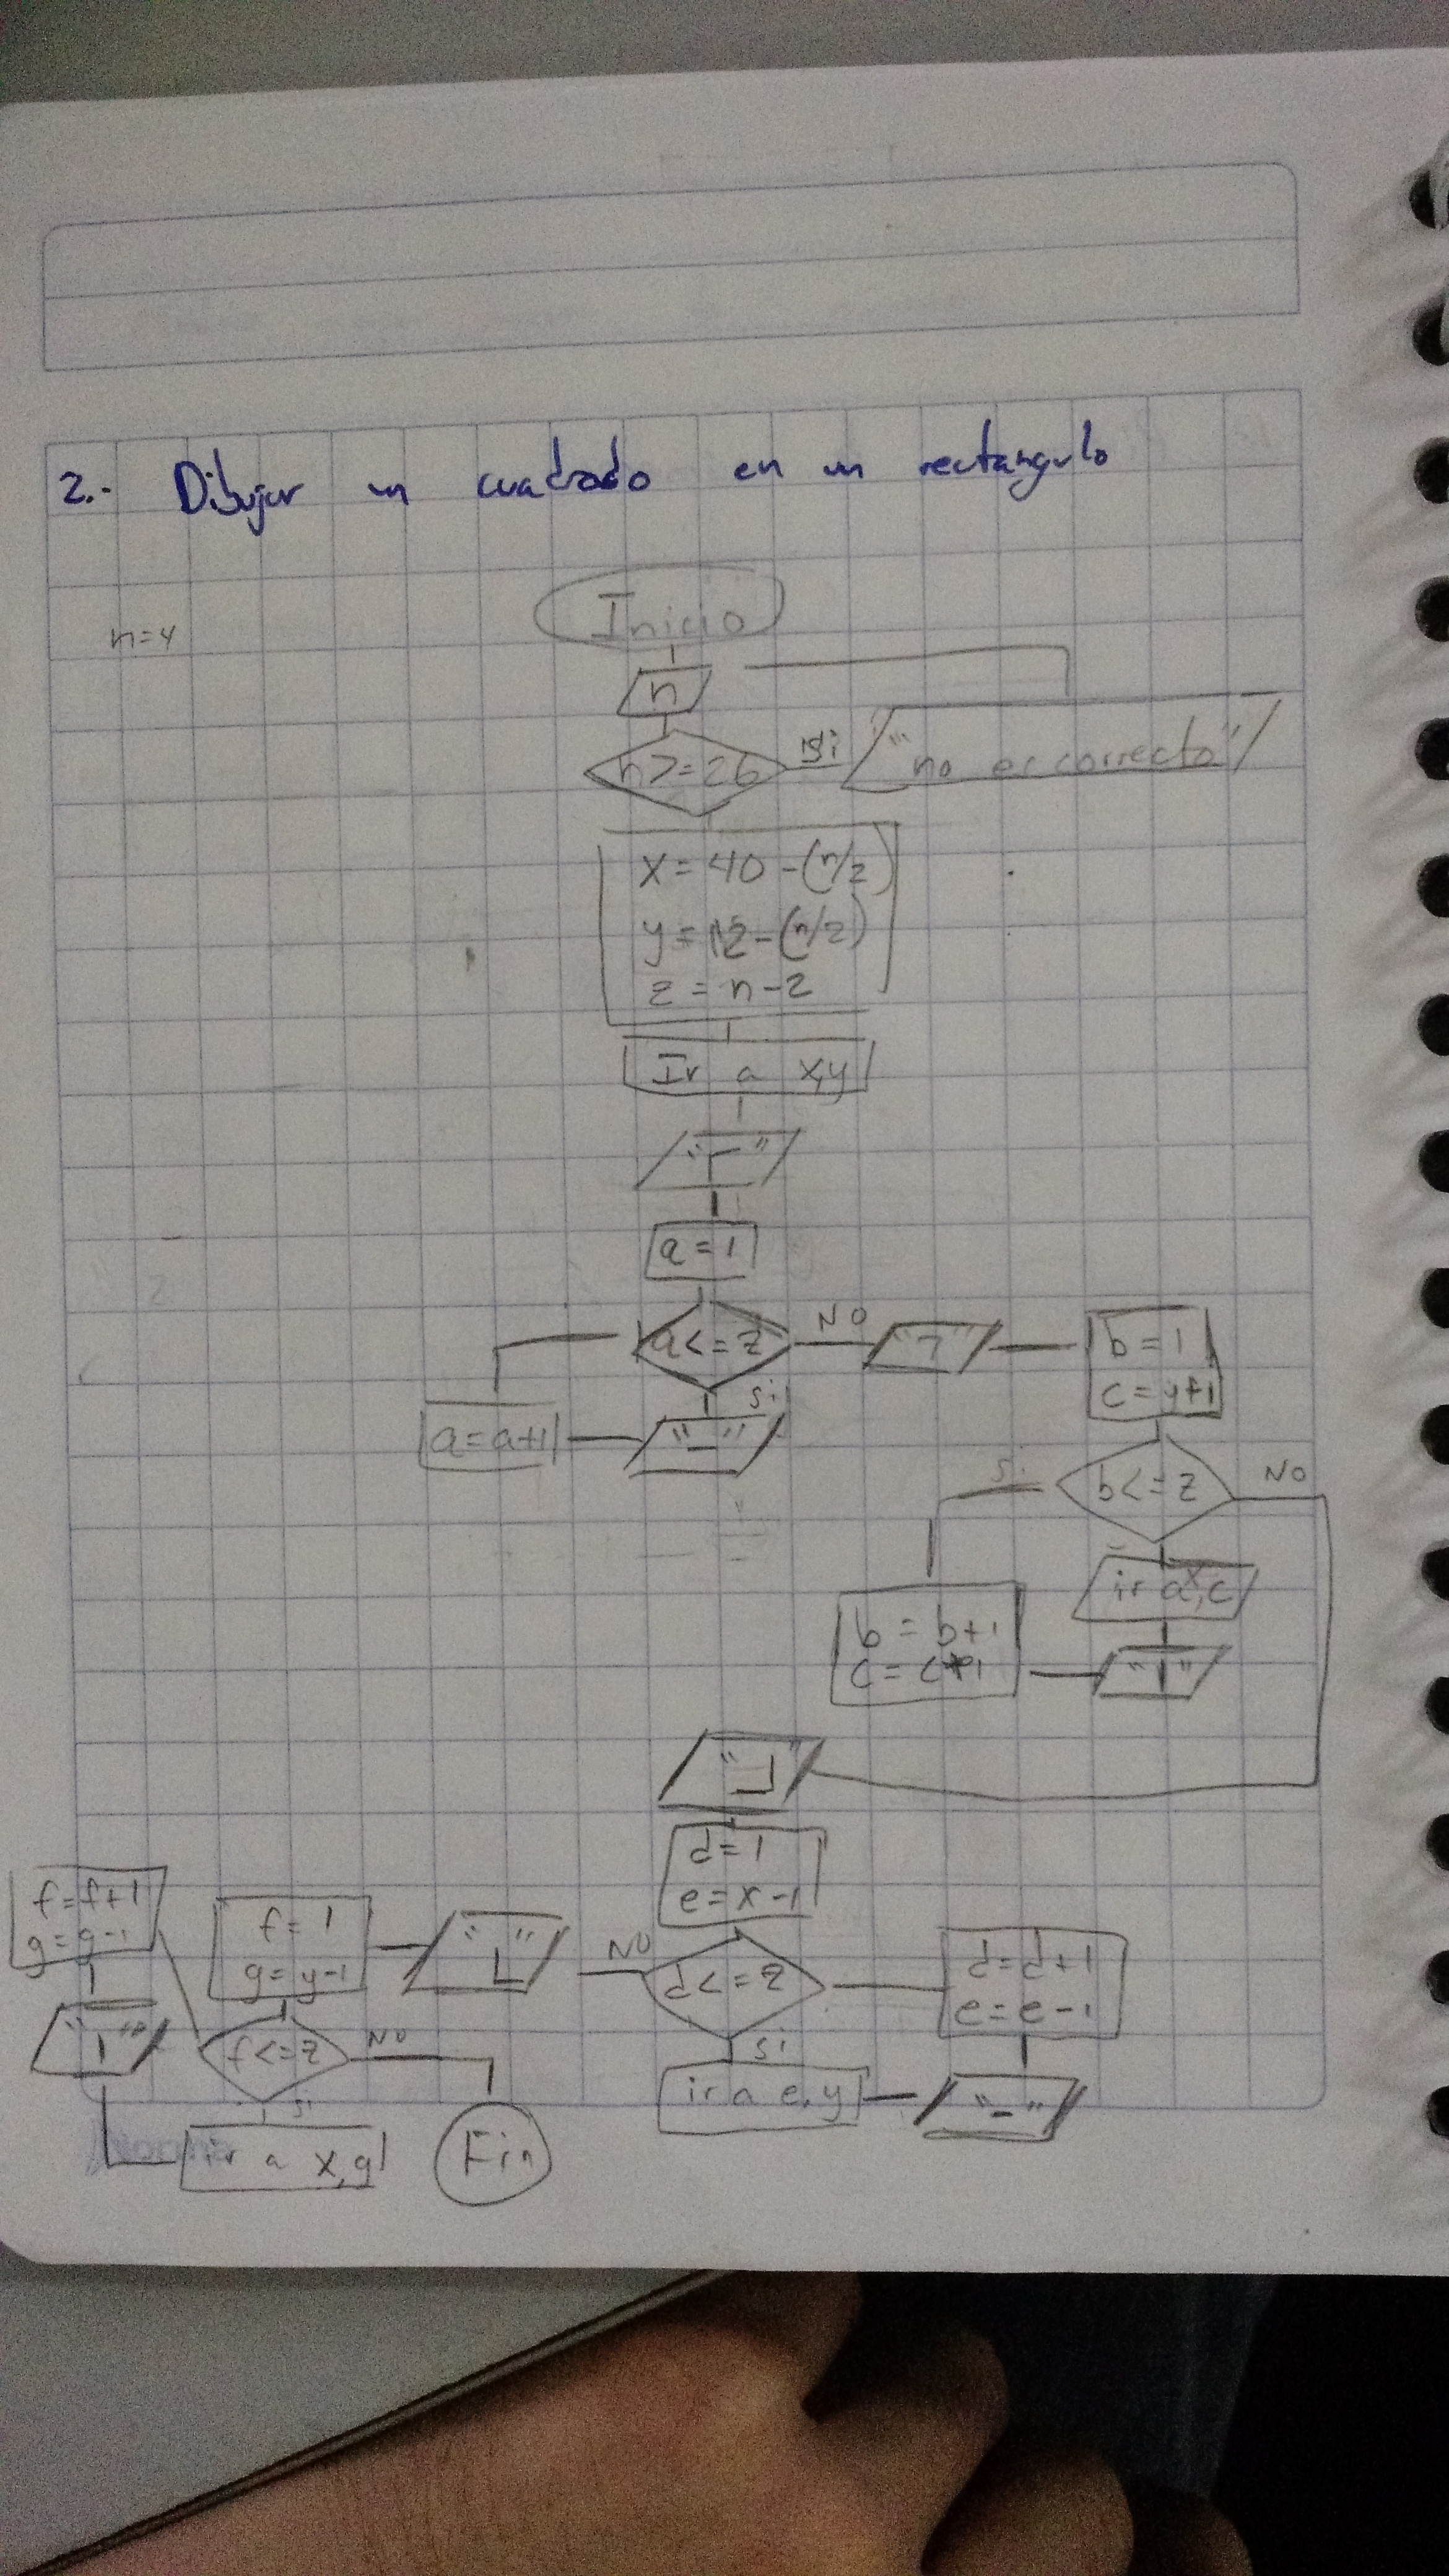 2.- Dibujar un cuadrado en un rectangulo
n=4
Inicio
n
n>=26 si "no es correcto"
x=40-(n/2)
y=12-(n/2)
z=n-2
Ir a x,y
"┌"
a=1
a<=z NO "┐" b=1
c=y+1
si
a=a+1 "-"
si b<=z NO
ir a x,c
b=b+1
c=c+1 "|"
"┘"
d=1
e=x-1
f=f+1
g=g-1
f=1
g=y-1
"└" NO d<=z d=d+1
e=e-1
"|" f<=z NO si
ir a e,y "-"
si
ir a x,g Fin